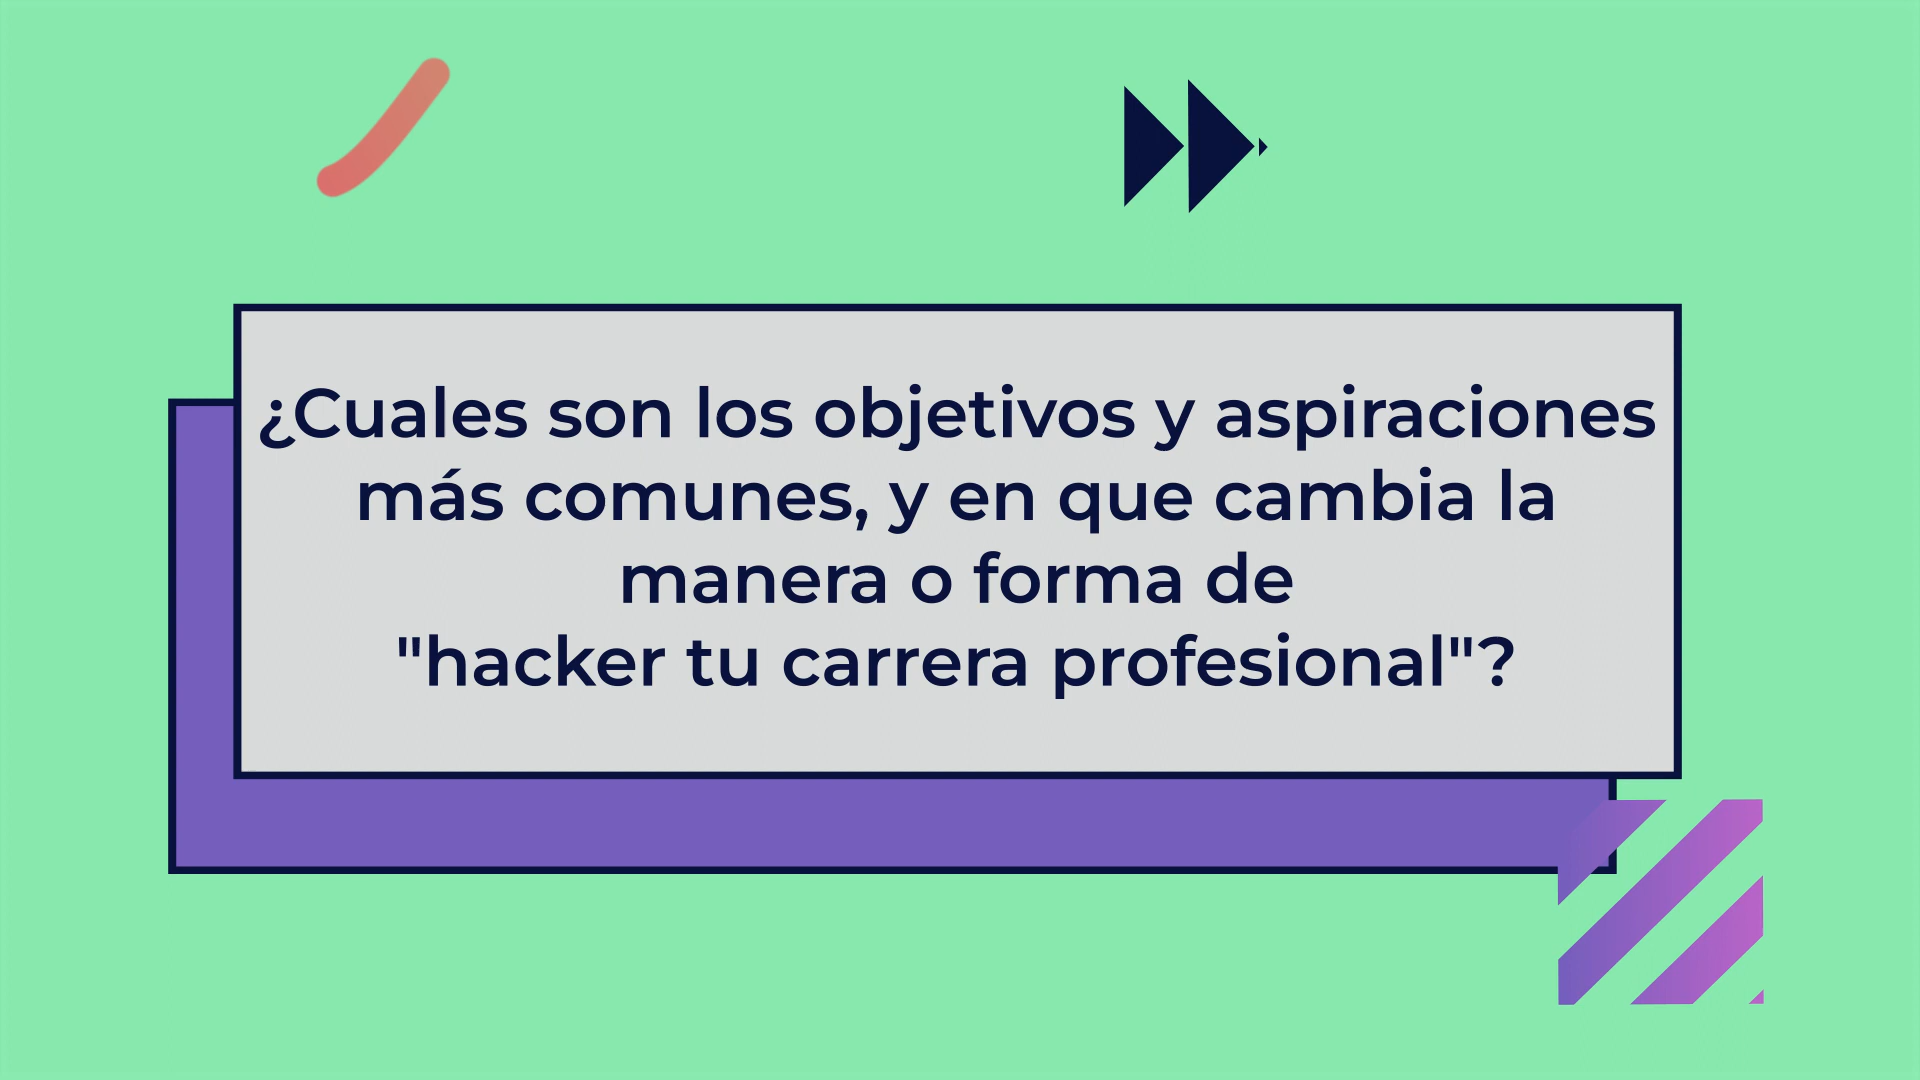 ¿Cuales son los objetivos y aspiraciones
más comunes, y en que cambia la
manera o forma de
"hacker tu carrera profesional"?